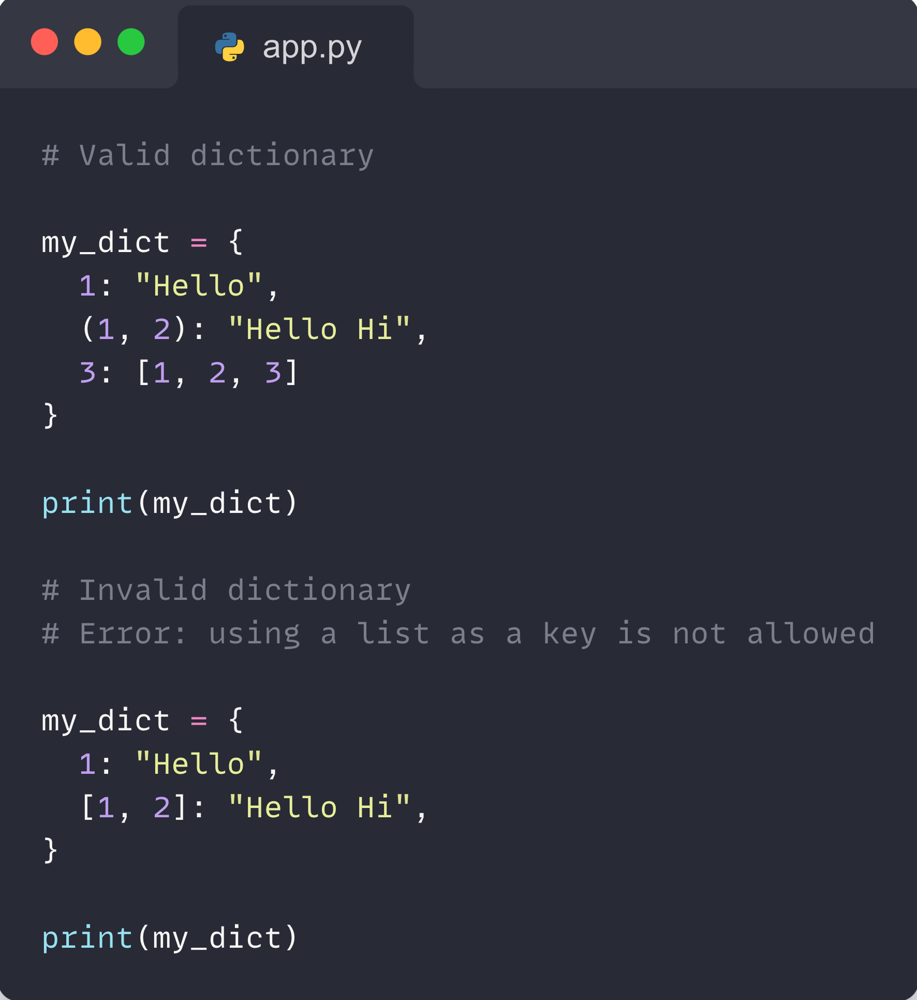 app.py
# Valid dictionary
my_dict = {
  1: "Hello",
  (1, 2): "Hello Hi",
  3: [1, 2, 3]
}
print(my_dict)
# Invalid dictionary
# Error: using a list as a key is not allowed
my_dict = {
  1: "Hello",
  [1, 2]: "Hello Hi",
}
print(my_dict)